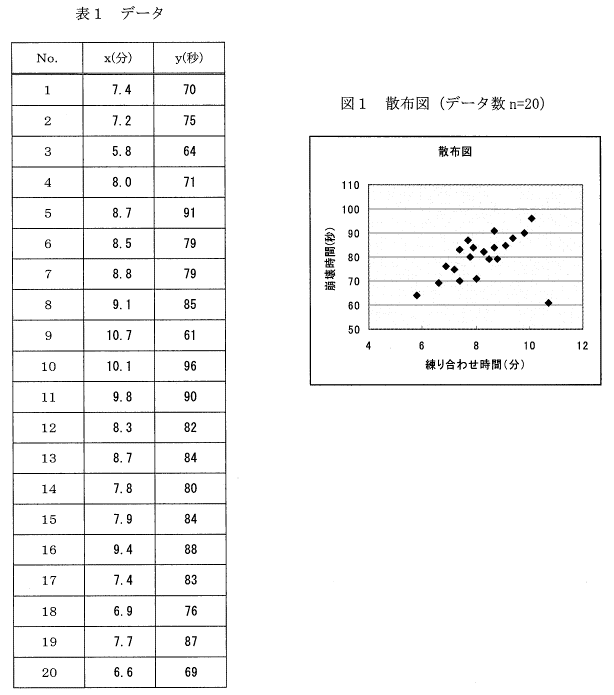 表１　データ
No. x(分) y(秒)
1 7.4 70
2 7.2 75
3 5.8 64
4 8.0 71
5 8.7 91
6 8.5 79
7 8.8 79
8 9.1 85
9 10.7 61
10 10.1 96
11 9.8 90
12 8.3 82
13 8.7 84
14 7.8 80
15 7.9 84
16 9.4 88
17 7.4 83
18 6.9 76
19 7.7 87
20 6.6 69
図１　散布図（データ数 n=20）
散布図
崩壊時間(秒)
110
100
90
80
70
60
50
4 6 8 10 12
練り合わせ時間(分)